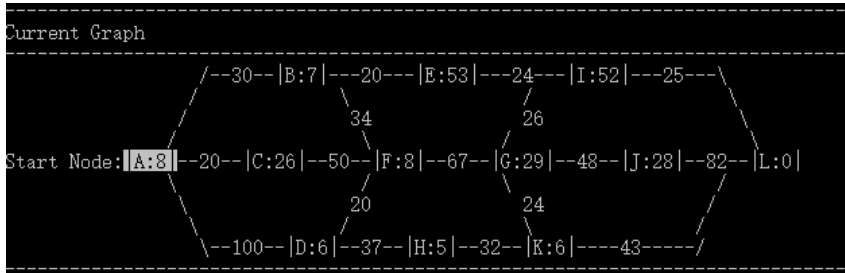 Current Graph
/--30--|B:7|---20---|E:53|---24---|I:52|---25---\
34 26
Start Node:|A:8|--20--|C:26|--50--|F:8|--67--|G:29|--48--|J:28|--82--|L:0|
20 24
\--100--|D:6|--37--|H:5|--32--|K:6|----43-----/